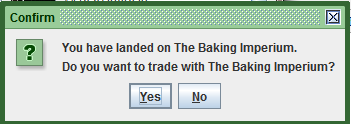 Confirm
You have landed on The Baking Imperium.
Do you want to trade with The Baking Imperium?
Yes No